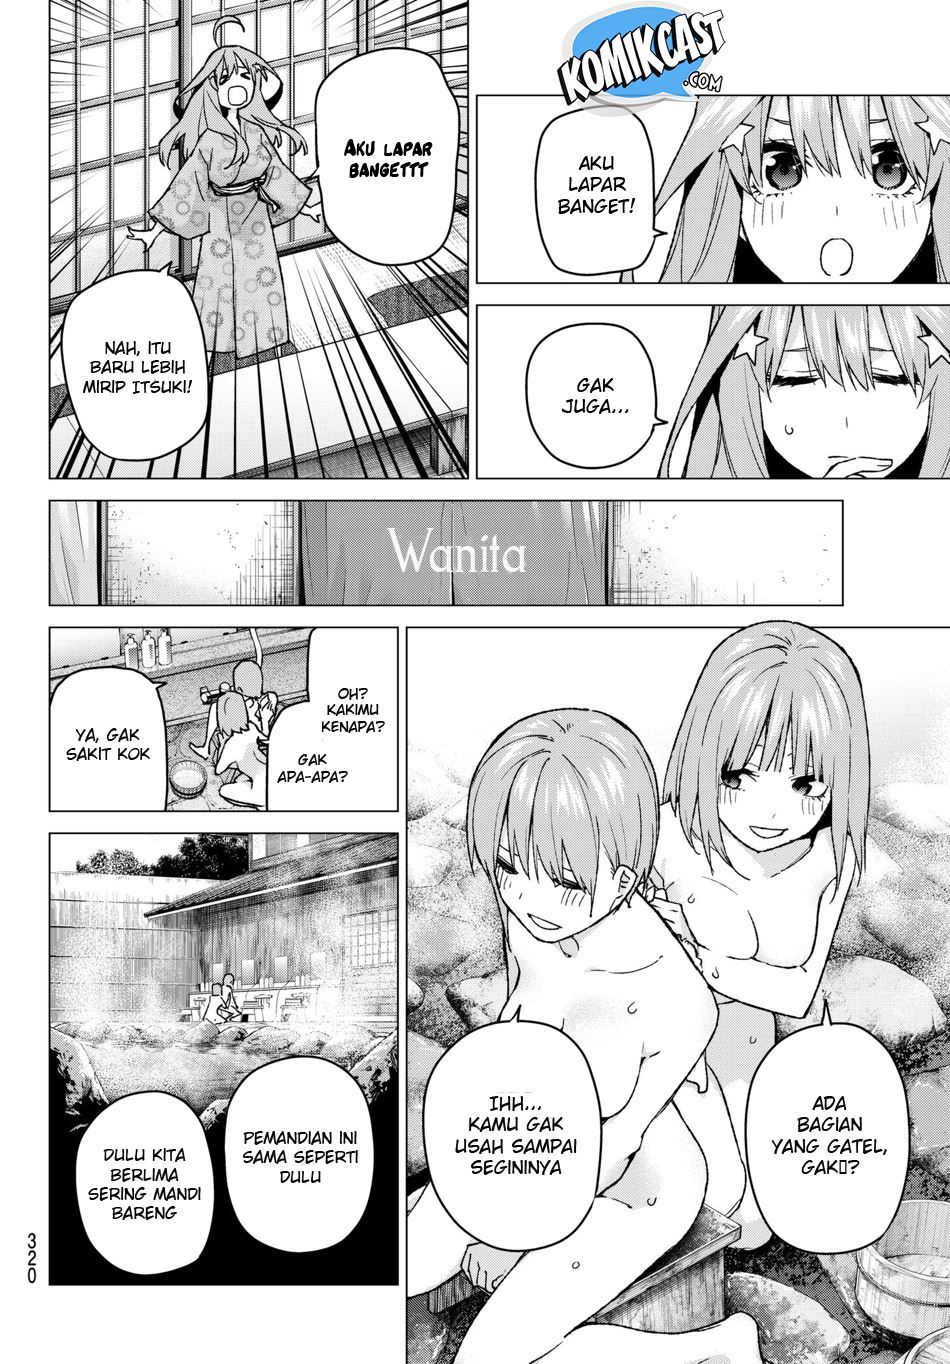 KOMIKCAST
.COM
AKU
LAPAR
BANGET!
GAK
JUGA...
AKU LAPAR
BANGETTT
NAH, ITU
BARU LEBIH
MIRIP ITSUKI!
Wanita
ADA
BAGIAN
YANG GATEL,
GAK▯?
IHH...
KAMU GAK
USAH SAMPAI
SEGININYA
OH?
KAKIMU
KENAPA?
GAK
APA-APA?
YA, GAK
SAKIT KOK
PEMANDIAN INI
SAMA SEPERTI
DULU
DULU KITA
BERLIMA
SERING MANDI
BARENG
320